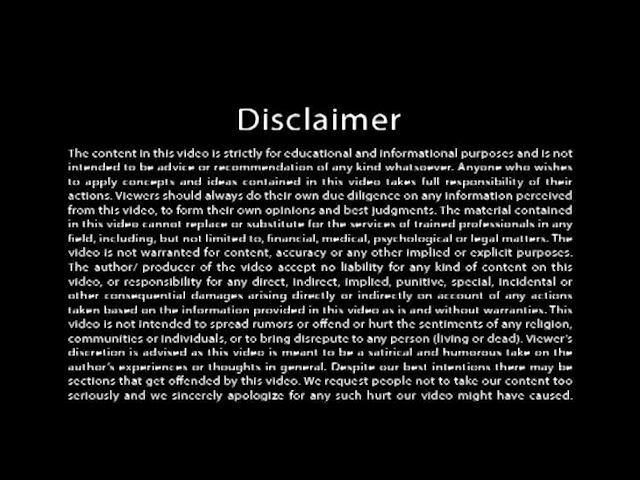 Disclaimer
The content in this video is strictly for educational and informational purposes and is not
intended to be advice or recommendation of any kind whatsoever. Anyone who wishes
to apply concepts and ideas contained in this video takes full responsibility of their
actions. Viewers should always do their own due diligence on any information perceived
from this video, to form their own opinions and best judgments. The material contained
in this video cannot replace or substitute for the services of trained professionals in any
field, including, but not limited to, financial, medical, psychological or legal matters. The
video is not warranted for content, accuracy or any other implied or explicit purposes.
The author/ producer of the video accept no liability for any kind of content on this
video, or responsibility for any direct, indirect, implied, punitive, special, incidental or
other consequential damages arising directly or indirectly on account of any actions
taken based on the information provided in this video as is and without warranties. This
video is not intended to spread rumors or offend or hurt the sentiments of any religion,
communities or individuals, or to bring disrepute to any person (living or dead). Viewer's
discretion is advised as this video is meant to be a satirical and humorous take on the
author's experiences or thoughts in general. Despite our best intentions there may be
sections that get offended by this video. We request people not to take our content too
seriously and we sincerely apologize for any such hurt our video might have caused.